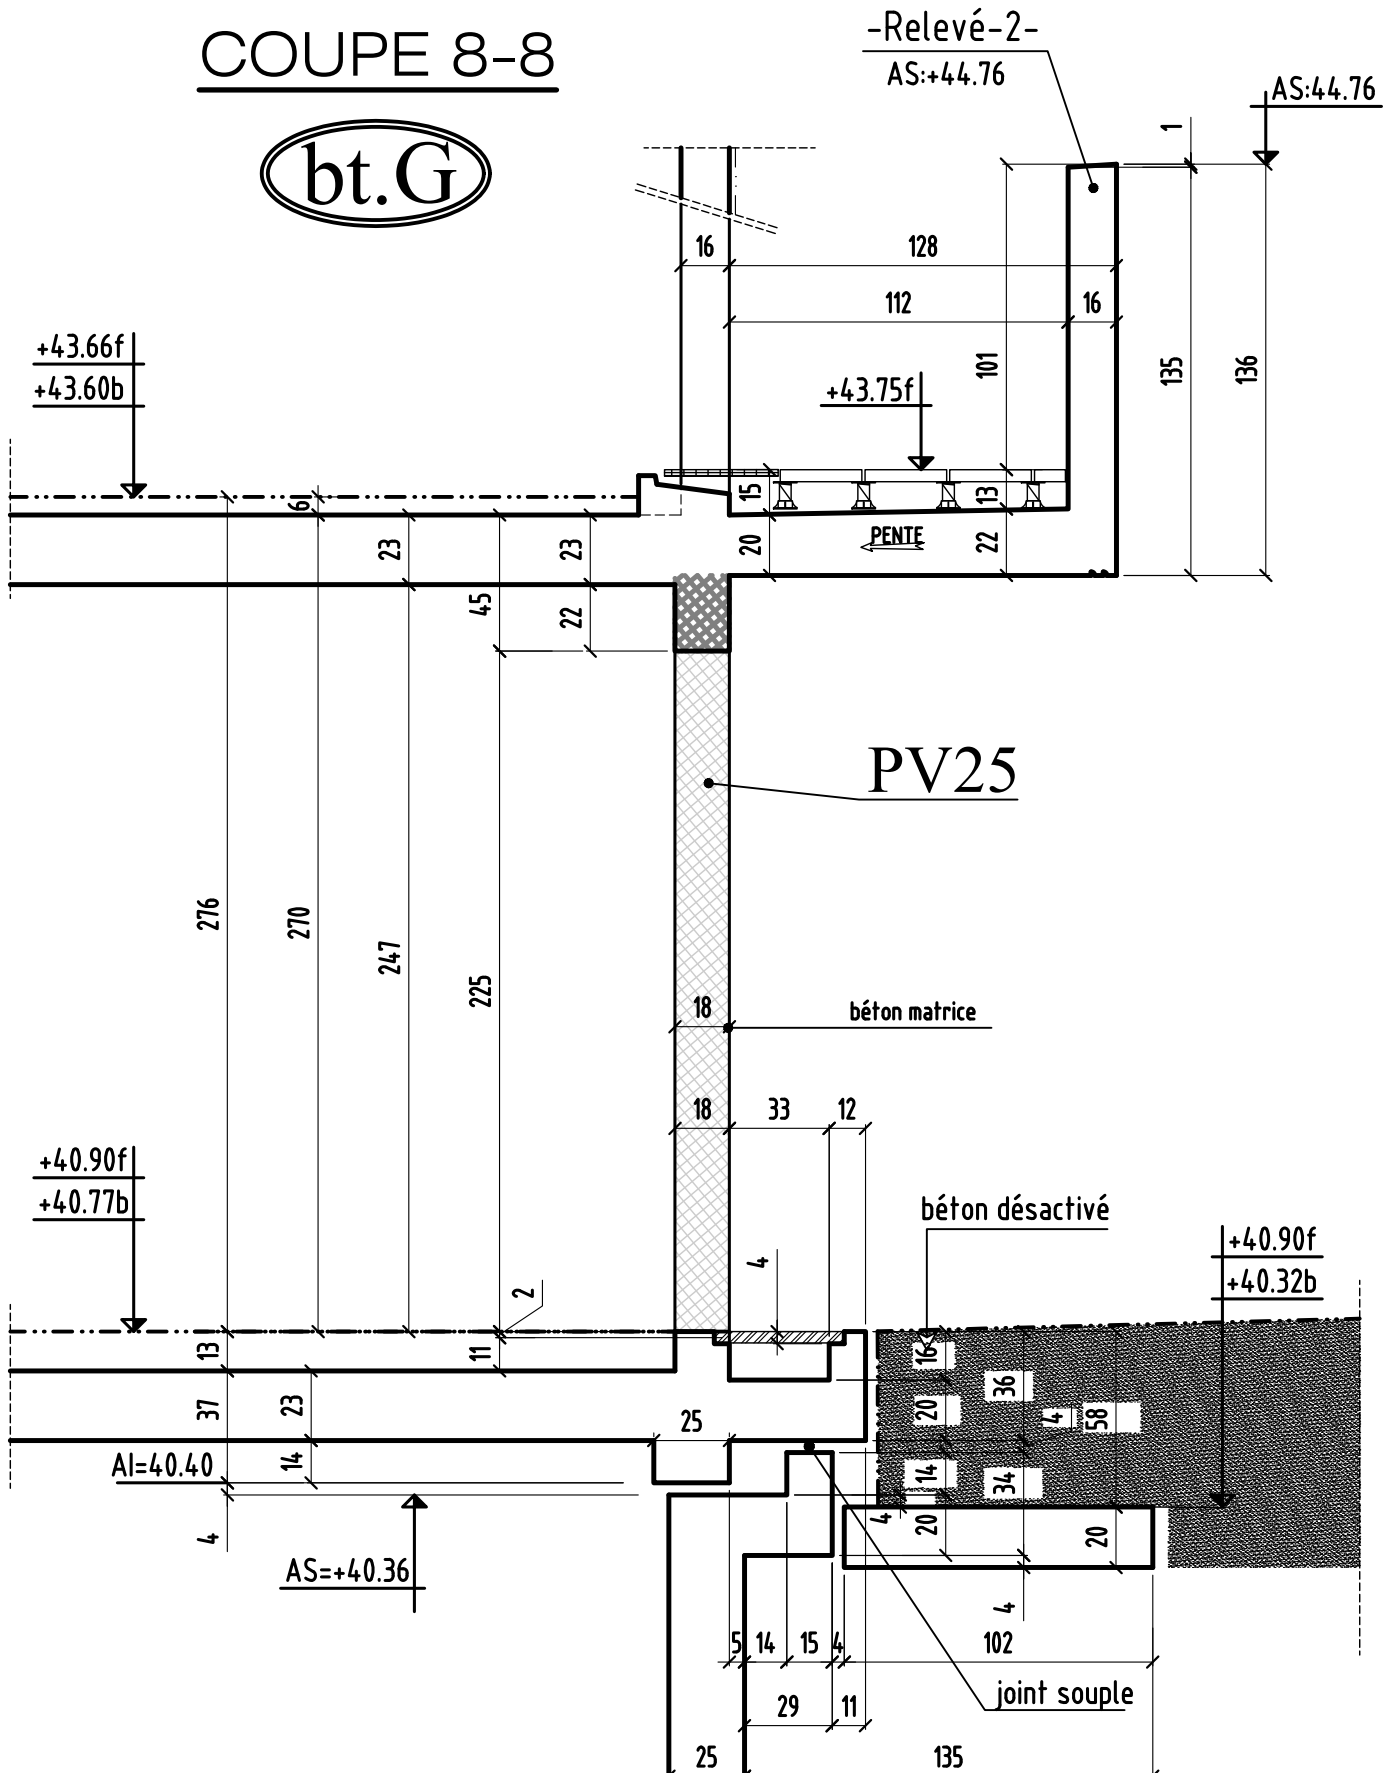 COUPE 8-8
bt.G
-Relevé-2-
AS:+44.76
AS:44.76
1
16
128
112
16
101
135
136
+43.66f
+43.60b
+43.75f
6
15
13
23
23
20
PENTE
22
45
22
PV25
276
270
247
225
18
béton matrice
18
33
12
+40.90f
+40.77b
béton désactivé
4
+40.90f
+40.32b
2
13
11
16
36
37
23
25
20
4
58
14
AI=40.40
14
34
4
4
20
20
AS=+40.36
4
5
14
15
4
102
29
11
joint souple
25
135